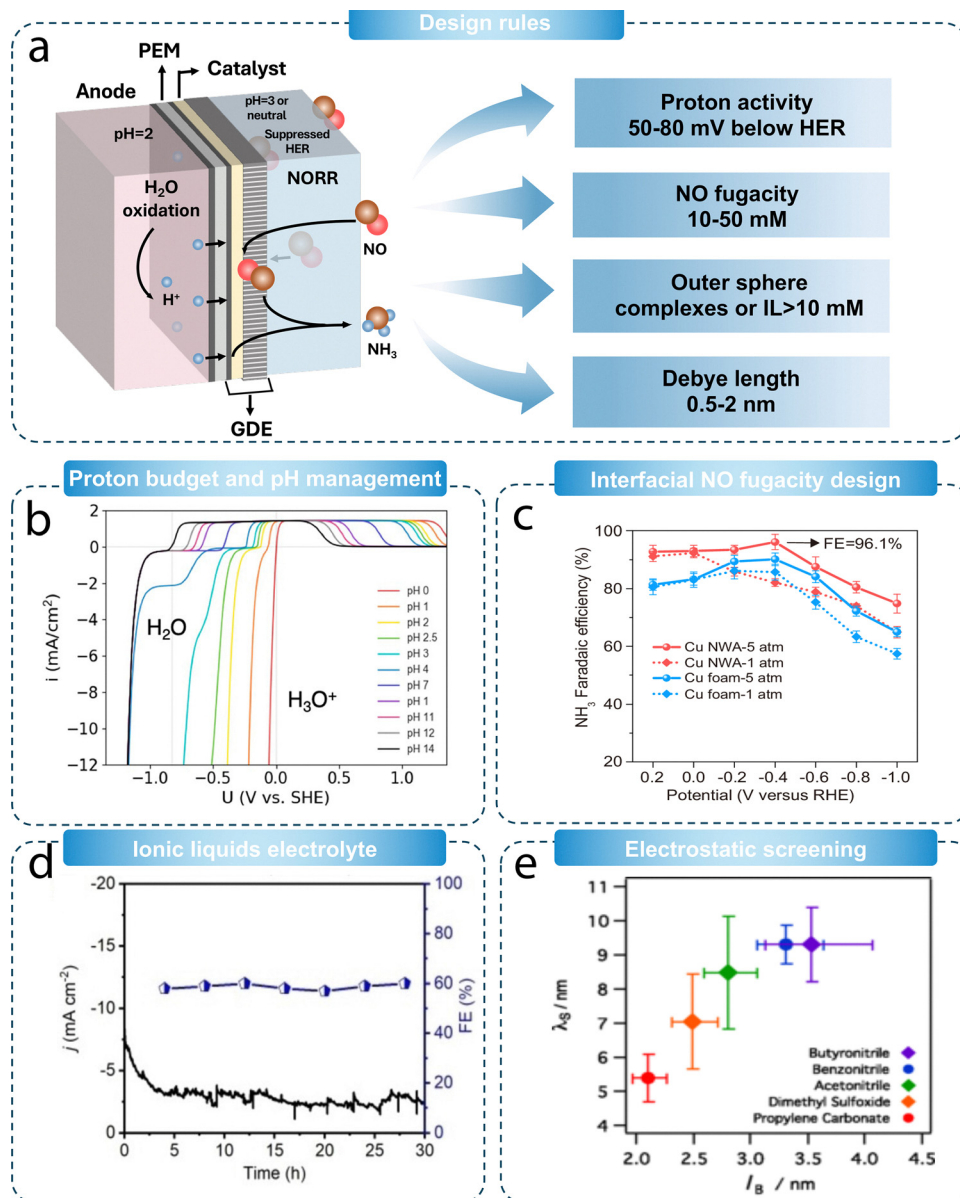 Design rules
a
PEM
Catalyst
Anode
pH=2
pH=3 or
neutral
Suppressed
HER
NORR
H₂O
oxidation
H⁺
NO
NH₃
GDE
Proton activity
50-80 mV below HER
NO fugacity
10-50 mM
Outer sphere
complexes or IL>10 mM
Debye length
0.5-2 nm
Proton budget and pH management
b
2
0
−2
−4
−6
−8
−10
−12
i (mA/cm²)
H₂O
H₃O⁺
pH 0
pH 1
pH 2
pH 2.5
pH 3
pH 4
pH 7
pH 1
pH 11
pH 12
pH 14
−1.0 −0.5 0.0 0.5 1.0
U (V vs. SHE)
Interfacial NO fugacity design
c
100
80
60
40
20
NH₃ Faradaic efficiency (%)
FE=96.1%
Cu NWA-5 atm
Cu NWA-1 atm
Cu foam-5 atm
Cu foam-1 atm
0.2 0.0 -0.2 -0.4 -0.6 -0.8 -1.0
Potential (V versus RHE)
Ionic liquids electrolyte
d
-20
-15
-10
-5
0
j (mA cm⁻²)
100
80
60
40
20
0
FE (%)
0 5 10 15 20 25 30
Time (h)
Electrostatic screening
e
11
10
9
8
7
6
5
4
λS / nm
Butyronitrile
Benzonitrile
Acetonitrile
Dimethyl Sulfoxide
Propylene Carbonate
2.0 2.5 3.0 3.5 4.0 4.5
lB / nm